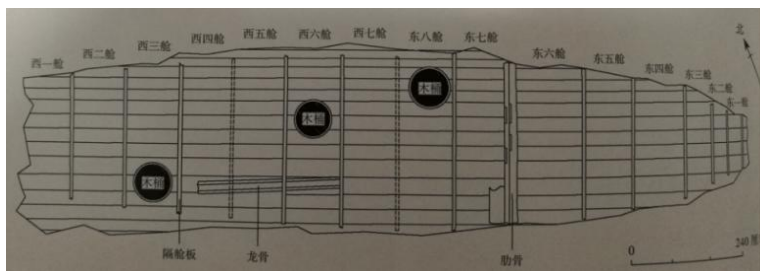 北
西一舱 西二舱 西三舱 西四舱 西五舱 西六舱 西七舱 东八舱 东七舱 东六舱 东五舱 东四舱 东三舱 东二舱 东一舱
木桶
木桶
木桶
隔舱板 龙骨 肋骨
0 240厘